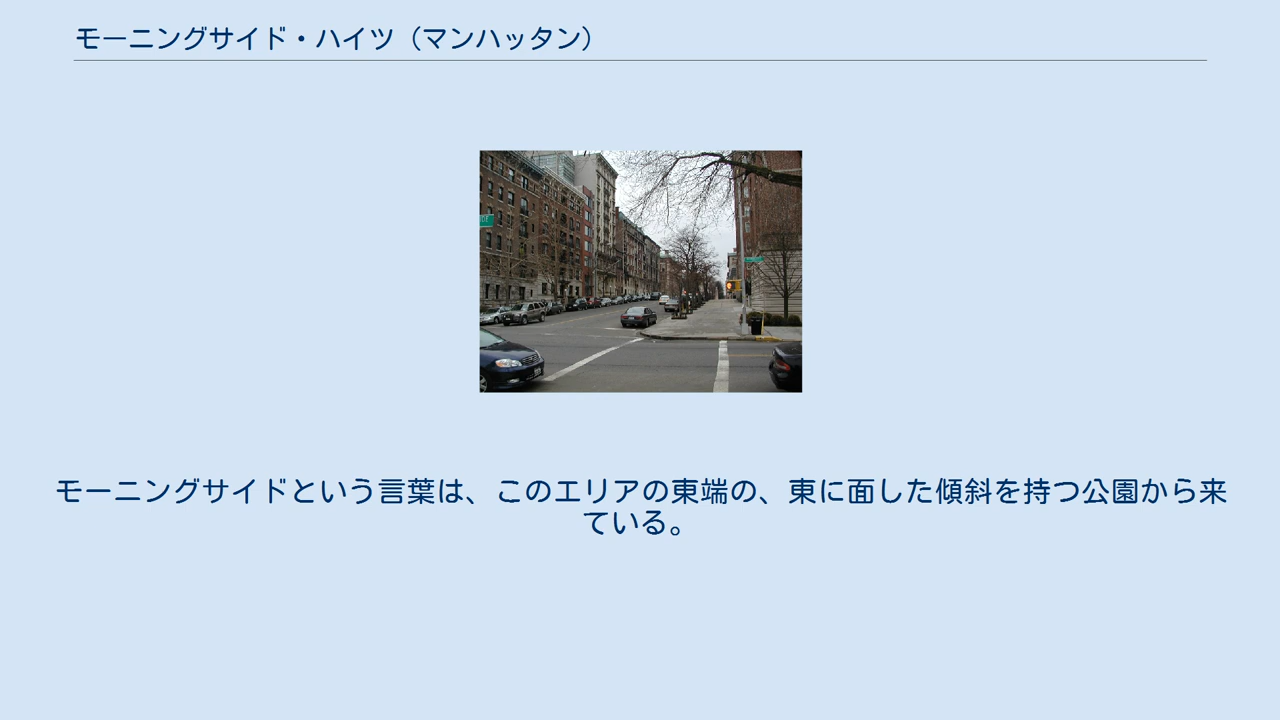 モーニングサイド・ハイツ（マンハッタン）
モーニングサイドという言葉は、このエリアの東端の、東に面した傾斜を持つ公園から来
ている。